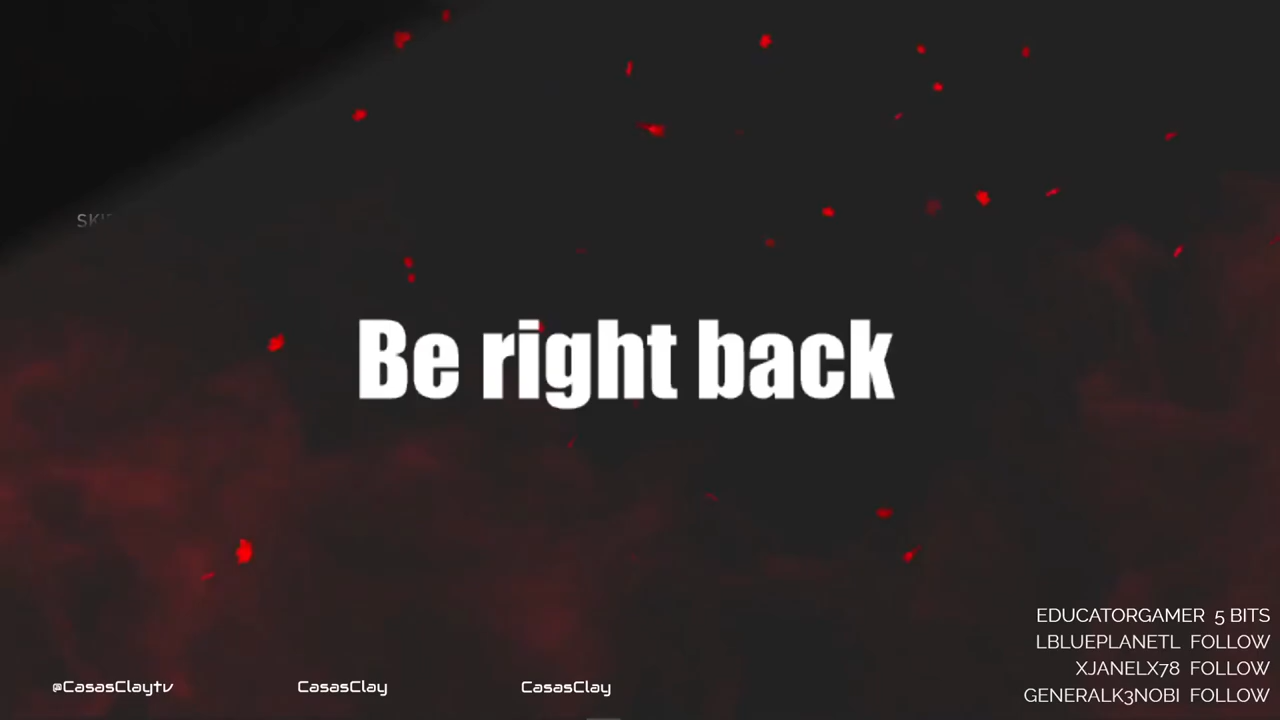 Be right back
EDUCATORGAMER 5 BITS
LBLUEPLANETL FOLLOW
XJANELX78 FOLLOW
GENERALK3NOBI FOLLOW
@CasasClaytv CasasClay CasasClay